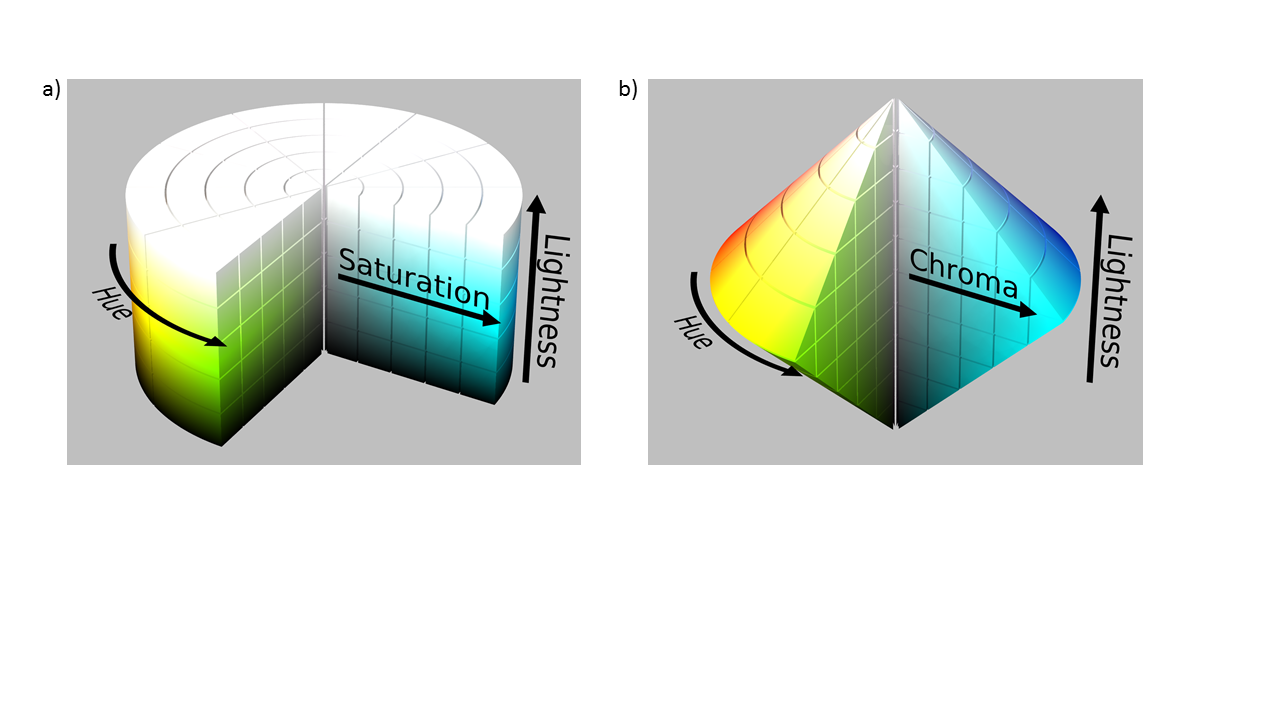 a)
Hue
Saturation
Lightness
b)
Hue
Chroma
Lightness